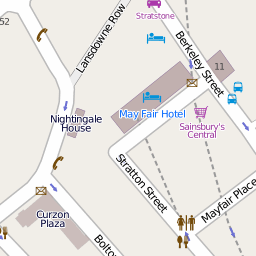 52
Lansdowne Row
Stratstone
Berkeley Street
11
May Fair Hotel
Sainsbury's
Central
Nightingale
House
Stratton Street
Mayfair Place
Curzon
Plaza
Bolto